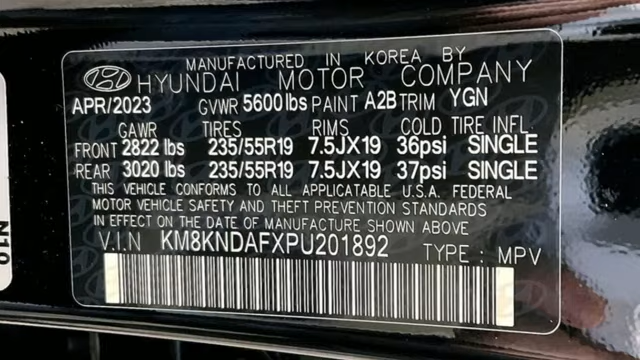 MANUFACTURED IN KOREA BY
HYUNDAI MOTOR COMPANY
APR/2023 GVWR 5600 lbs PAINT A2B TRIM YGN
GAWR TIRES RIMS COLD TIRE INFL
FRONT 2822 lbs 235/55R19 7.5JX19 36psi SINGLE
REAR 3020 lbs 235/55R19 7.5JX19 37psi SINGLE
THIS VEHICLE CONFORMS TO ALL APPLICATABLE U.S.A. FEDERAL
MOTOR VEHICLE SAFETY AND THEFT PREVENTION STANDARDS
IN EFFECT ON THE DATE OF MANUFACTURE SHOWN ABOVE
V.I.N KM8KNDAFXPU201892 TYPE : MPV
N10